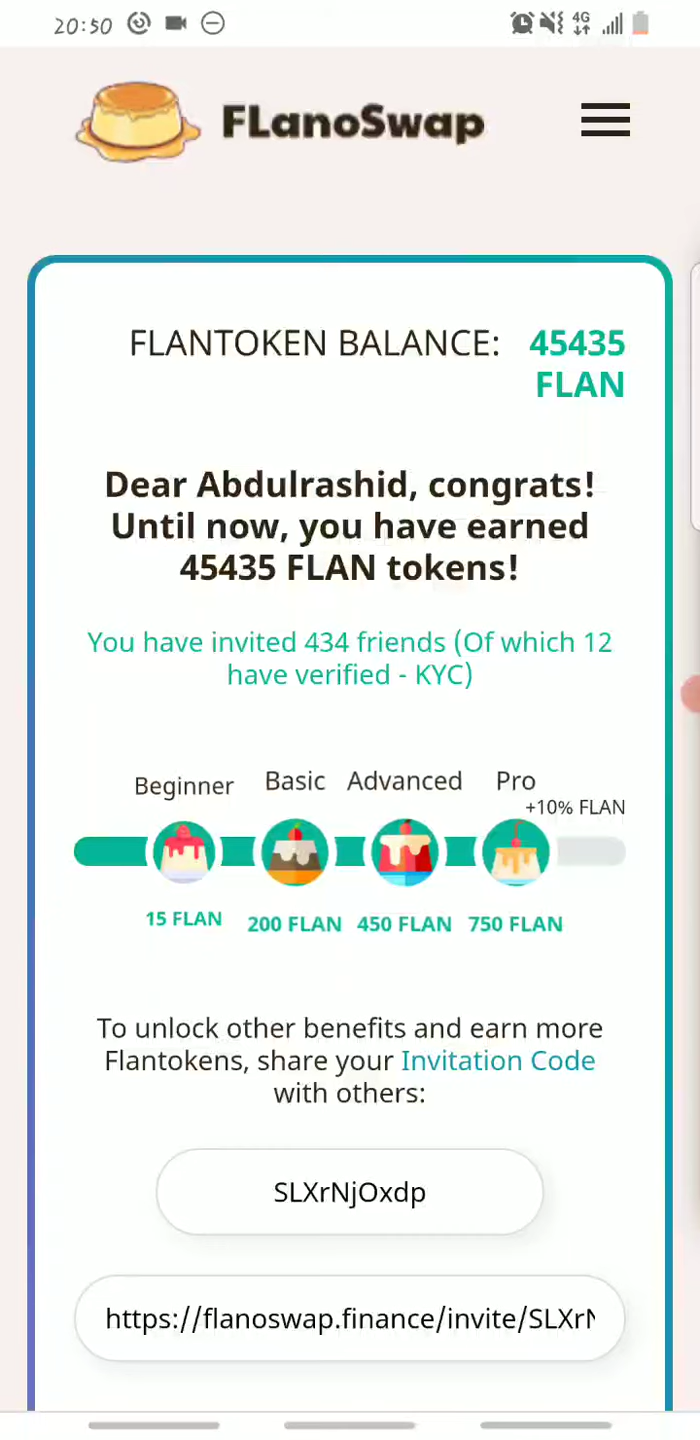 20:50
4G
FLanoSwap
FLANTOKEN BALANCE: 45435
FLAN
Dear Abdulrashid, congrats!
Until now, you have earned
45435 FLAN tokens!
You have invited 434 friends (Of which 12
have verified - KYC)
Beginner Basic Advanced Pro
+10% FLAN
15 FLAN 200 FLAN 450 FLAN 750 FLAN
To unlock other benefits and earn more
Flantokens, share your Invitation Code
with others:
SLXrNjOxdp
https://flanoswap.finance/invite/SLXrN